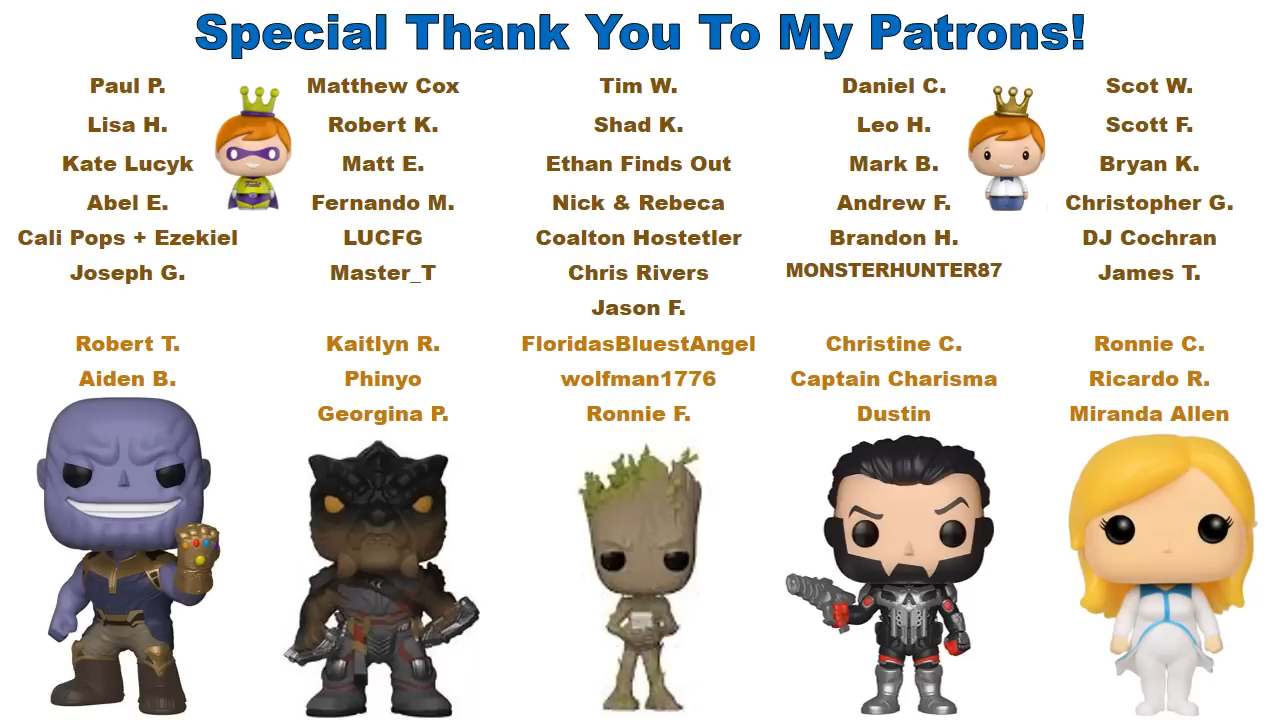 Special Thank You To My Patrons!
Paul P. Matthew Cox Tim W. Daniel C. Scot W.
Lisa H. Robert K. Shad K. Leo H. Scott F.
Kate Lucyk Matt E. Ethan Finds Out Mark B. Bryan K.
Abel E. Fernando M. Nick & Rebeca Andrew F. Christopher G.
Cali Pops + Ezekiel LUCFG Coalton Hostetler Brandon H. DJ Cochran
Joseph G. Master_T Chris Rivers MONSTERHUNTER87 James T.
Jason F.
Robert T. Kaitlyn R. FloridasBluestAngel Christine C. Ronnie C.
Aiden B. Phinyo wolfman1776 Captain Charisma Ricardo R.
Georgina P. Ronnie F. Dustin Miranda Allen